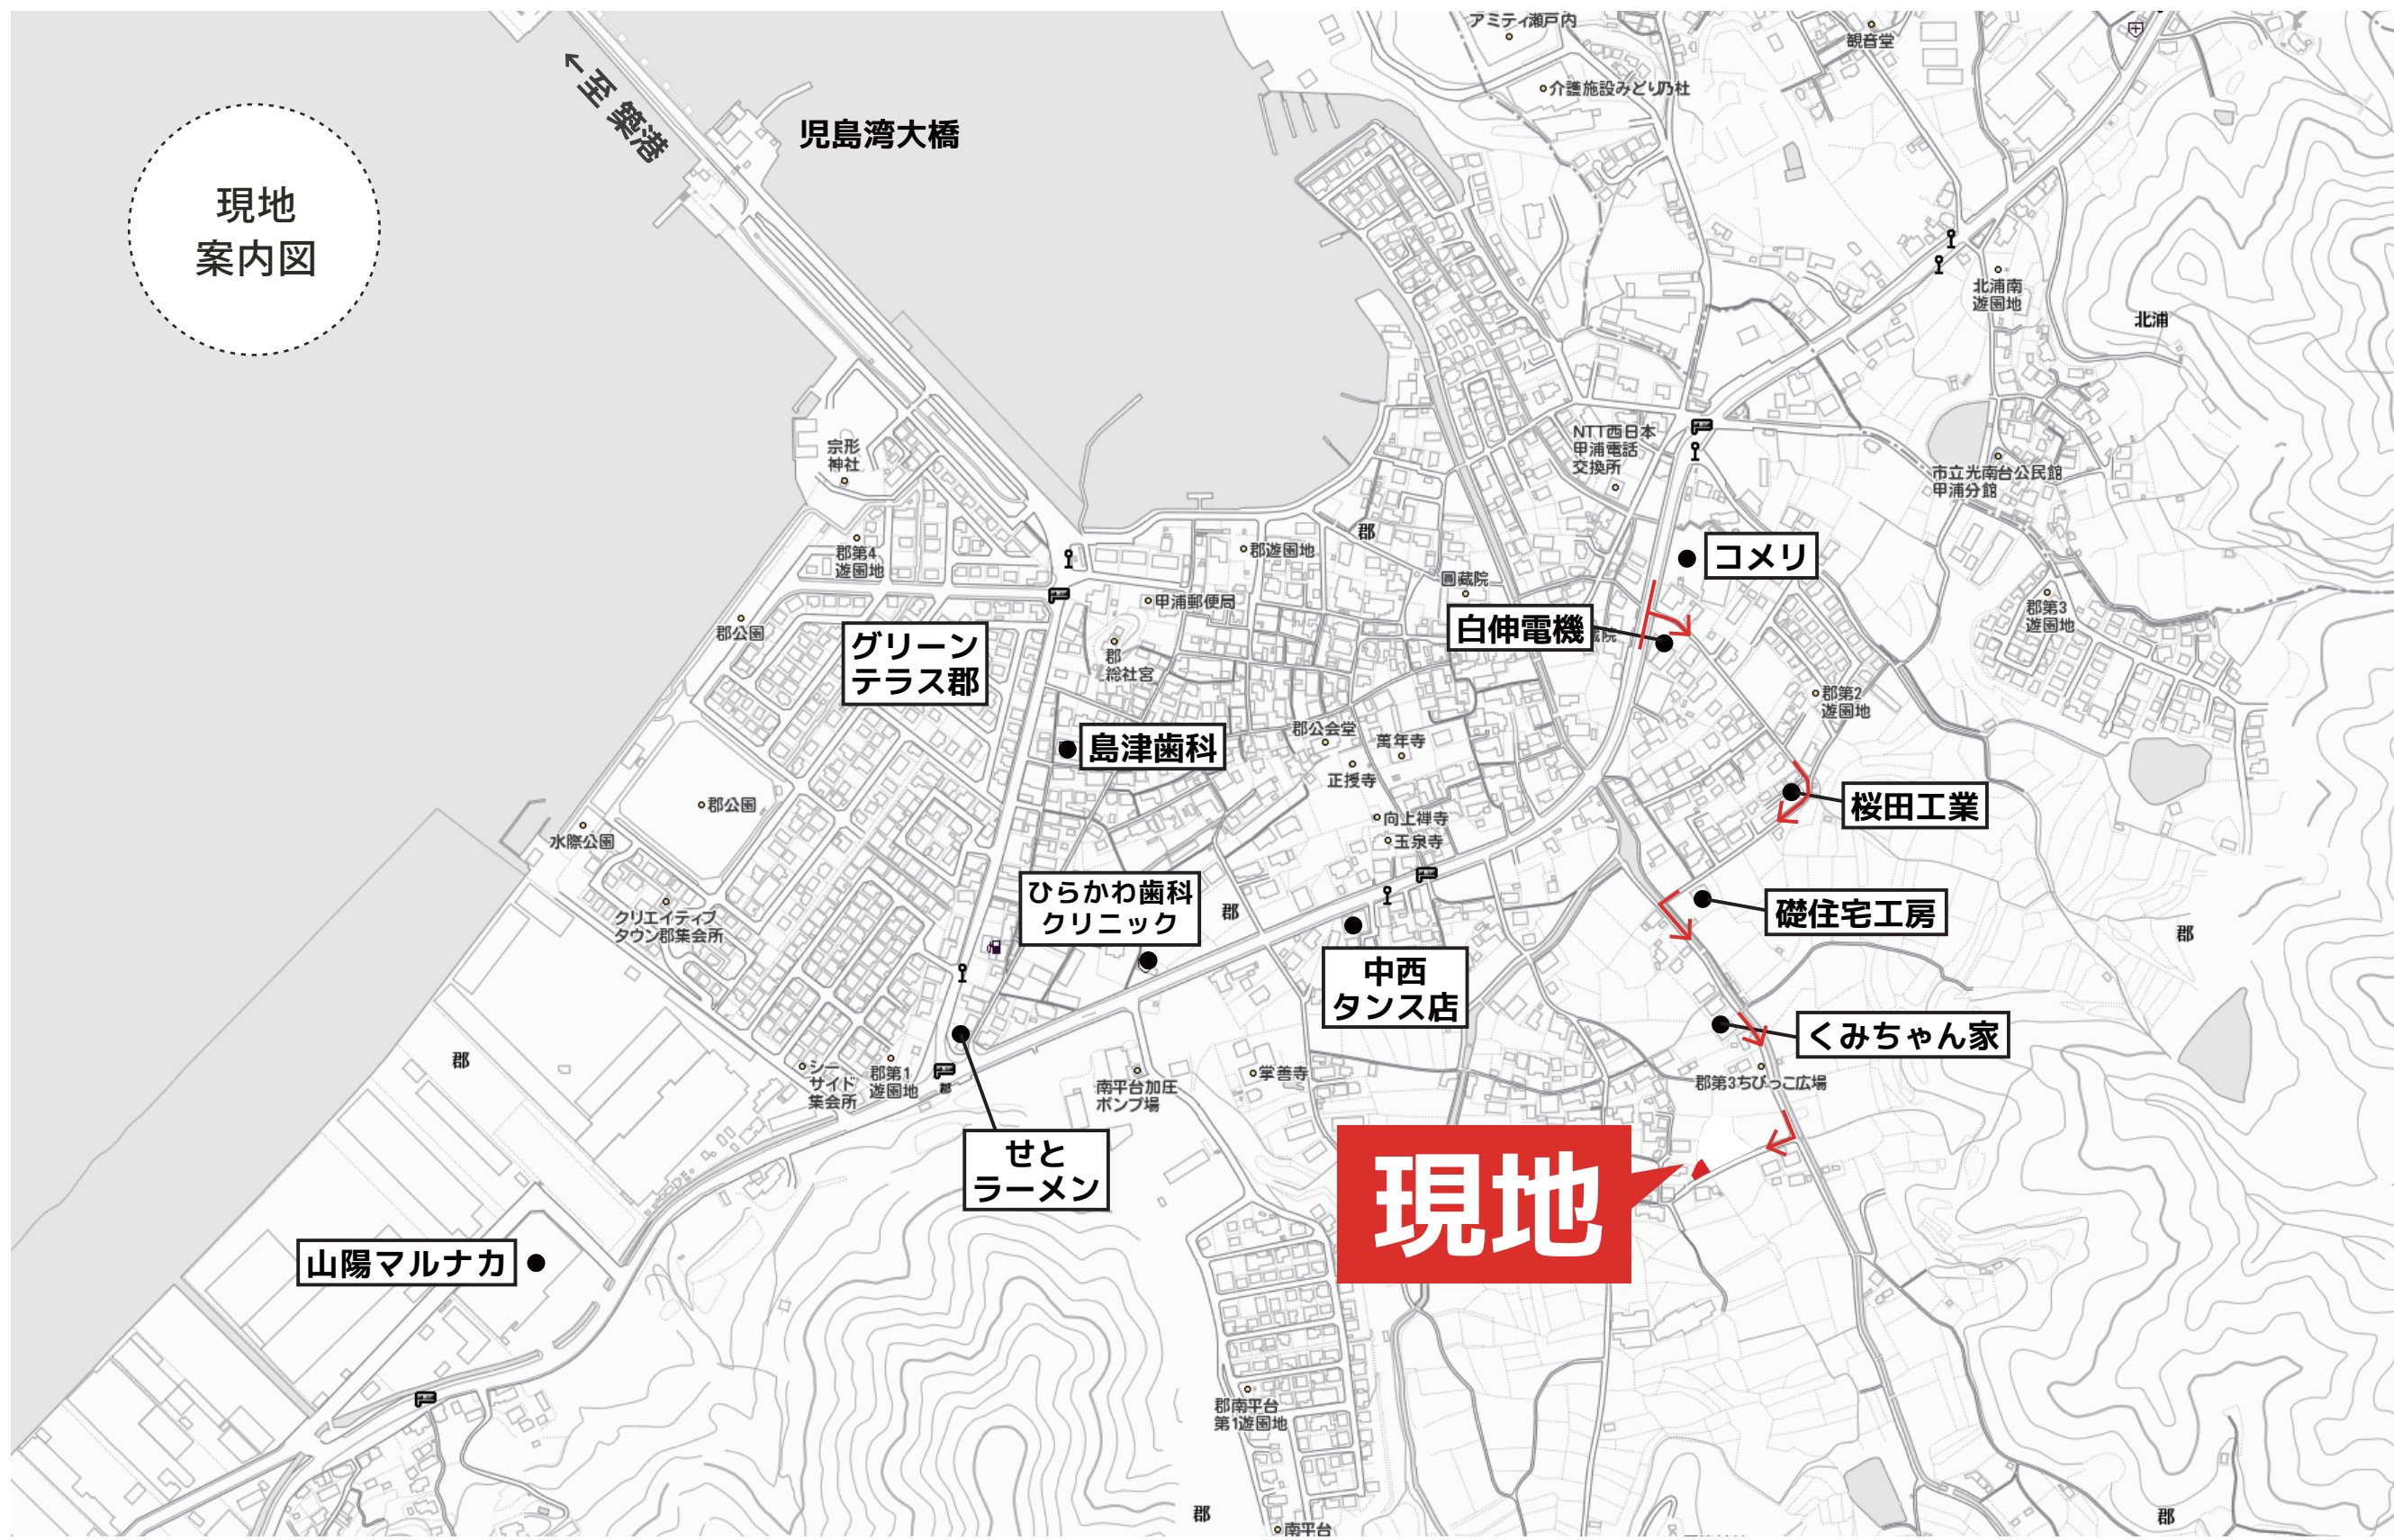 アミティ瀬戸内
観音堂
介護施設みどり乃杜
←至 築港
児島湾大橋
現地
案内図
北浦南
遊園地
北浦
NTT西日本
甲浦電話
交換所
宗形
神社
市立光南台公民館
甲浦分館
郡
郡第4
遊園地
郡遊園地
コメリ
圓蔵院
甲浦郵便局
郡第3
遊園地
郡公園
白伸電機
蔵院
グリーン
テラス郡
郡
総社宮
郡第2
遊園地
郡公会堂
萬年寺
島津歯科
正授寺
郡公園
桜田工業
向上禅寺
玉泉寺
水際公園
ひらかわ歯科
クリニック
郡
礎住宅工房
クリエイティブ
タウン郡集会所
郡
中西
タンス店
くみちゃん家
郡
シー
サイド
集会所
郡第1
遊園地
郡
南平台加圧
ポンプ場
掌善寺
郡第3ちびっこ広場
せと
ラーメン
現地
山陽マルナカ
郡南平台
第1遊園地
郡
郡
南平台